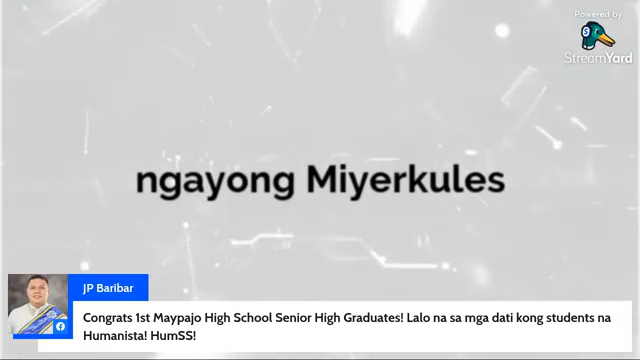 Powered by
StreamYard
ngayong Miyerkules
JP Baribar
Congrats 1st Maypajo High School Senior High Graduates! Lalo na sa mga dati kong students na
Humanista! HumSS!